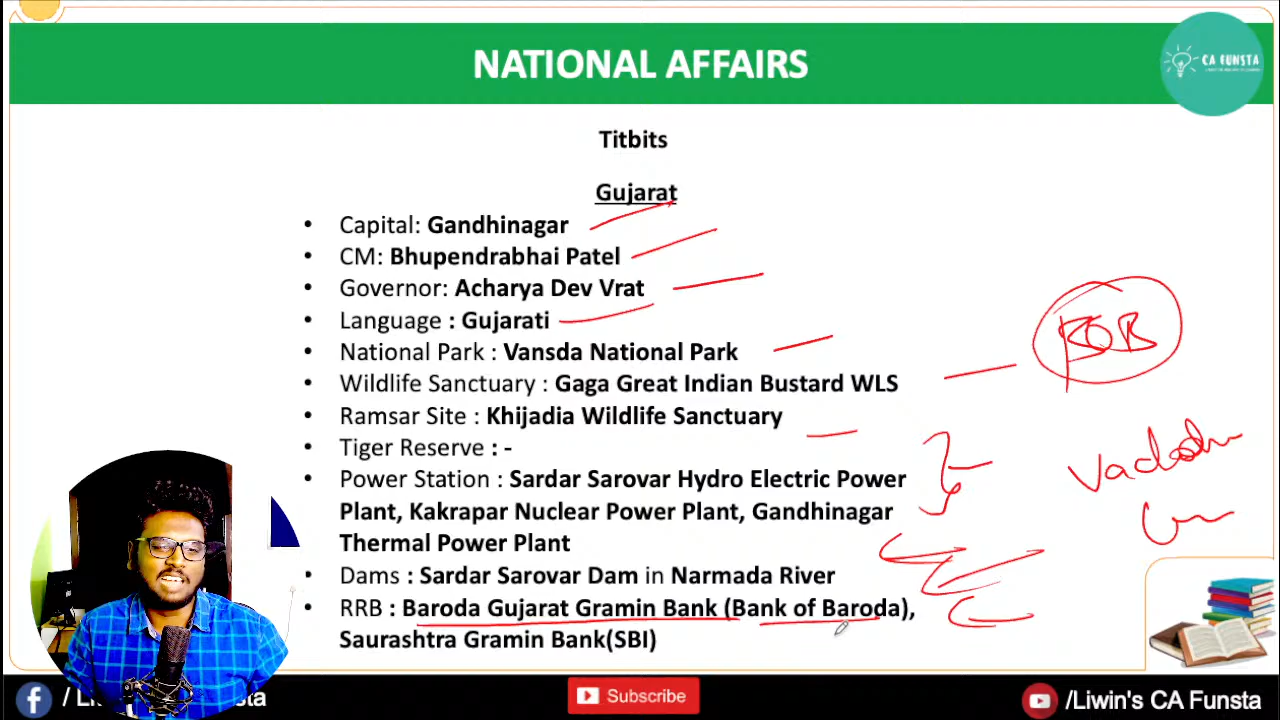 NATIONAL AFFAIRS
CA FUNSTA
Titbits
Gujarat
• Capital: Gandhinagar
• CM: Bhupendrabhai Patel
• Governor: Acharya Dev Vrat
• Language : Gujarati
• National Park : Vansda National Park
• Wildlife Sanctuary : Gaga Great Indian Bustard WLS
• Ramsar Site : Khijadia Wildlife Sanctuary
• Tiger Reserve : -
• Power Station : Sardar Sarovar Hydro Electric Power
Plant, Kakrapar Nuclear Power Plant, Gandhinagar
Thermal Power Plant
• Dams : Sardar Sarovar Dam in Narmada River
• RRB : Baroda Gujarat Gramin Bank (Bank of Baroda),
Saurashtra Gramin Bank(SBI)
BOB
Subscribe
/Liwin's CA Funsta